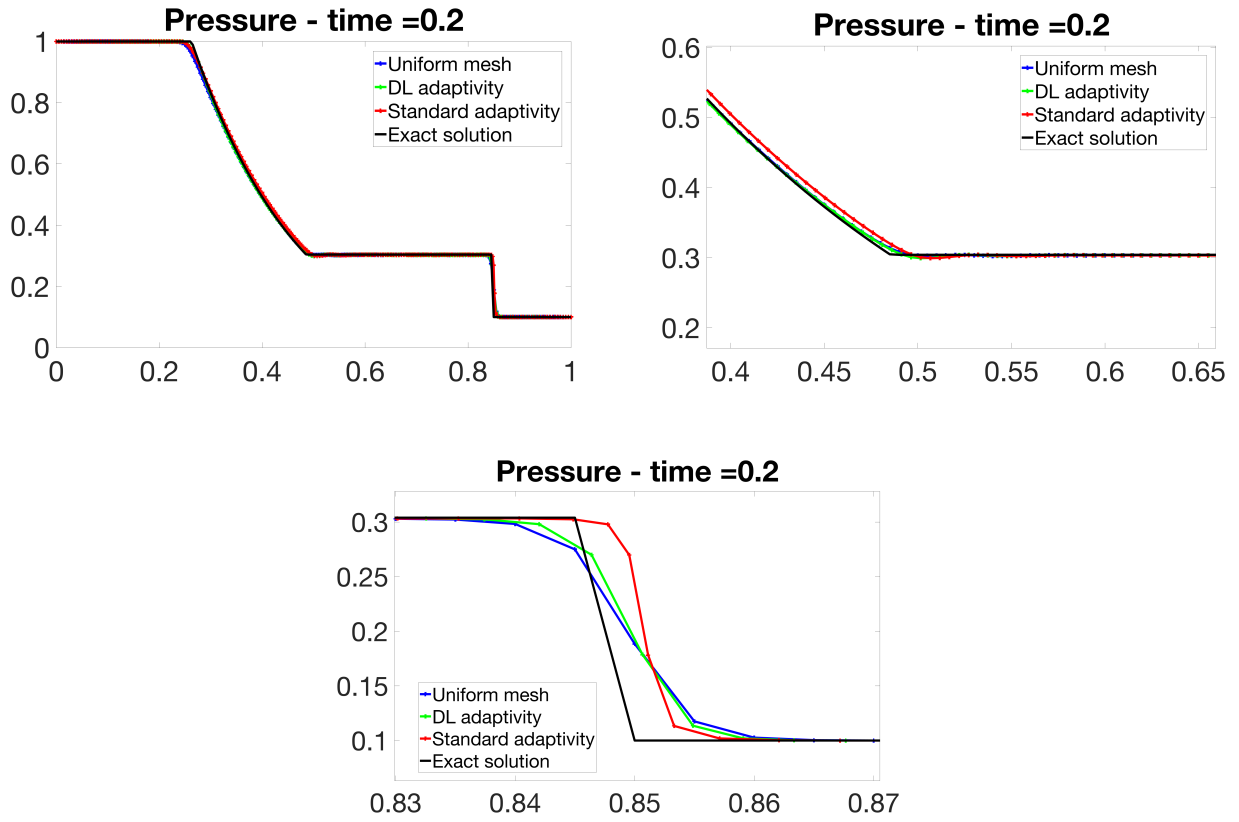 Pressure - time =0.2
1
0.8
0.6
0.4
0.2
0
0
0.2
0.4
0.6
0.8
1
Uniform mesh
DL adaptivity
Standard adaptivity
Exact solution
Pressure - time =0.2
0.6
0.5
0.4
0.3
0.2
0.4
0.45
0.5
0.55
0.6
0.65
Uniform mesh
DL adaptivity
Standard adaptivity
Exact solution
Pressure - time =0.2
0.3
0.25
0.2
0.15
0.1
0.83
0.84
0.85
0.86
0.87
Uniform mesh
DL adaptivity
Standard adaptivity
Exact solution